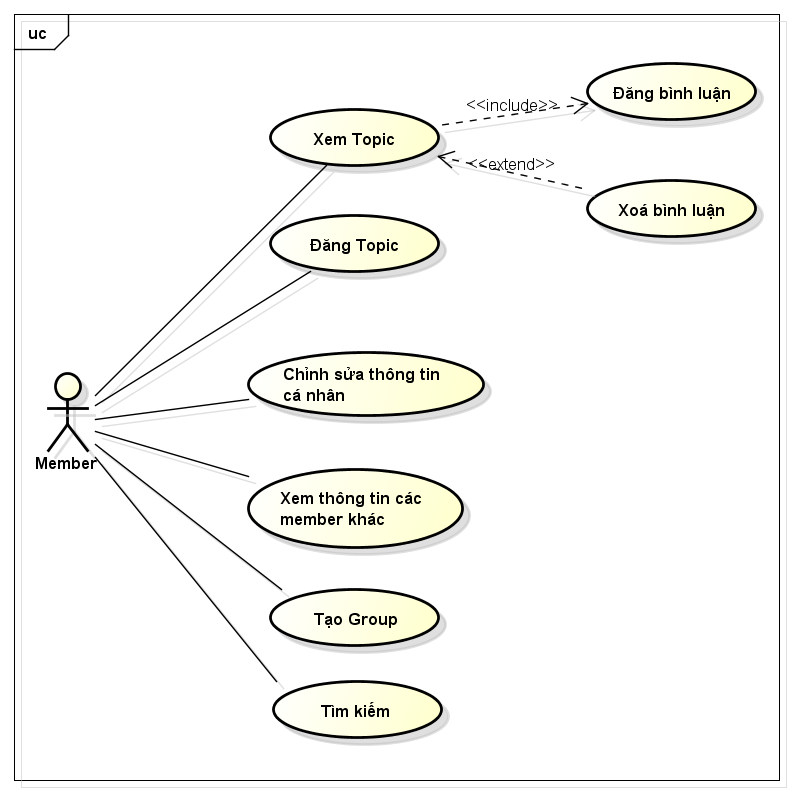 uc
<<include>>
Đăng bình luận
Xem Topic
<<extend>>
Xoá bình luận
Đăng Topic
Chỉnh sửa thông tin
cá nhân
Member
Xem thông tin các
member khác
Tạo Group
Tìm kiếm